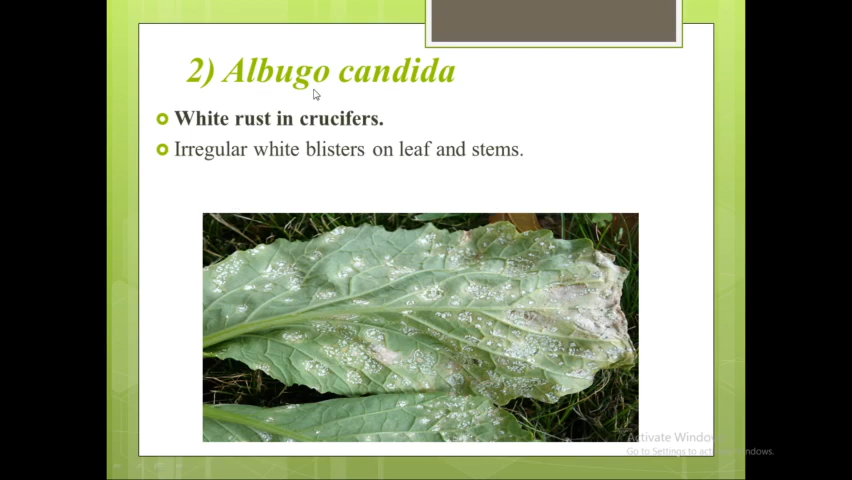 2) Albugo candida
White rust in crucifers.
Irregular white blisters on leaf and stems.
Activate Windows
Go to Settings to activate Windows.